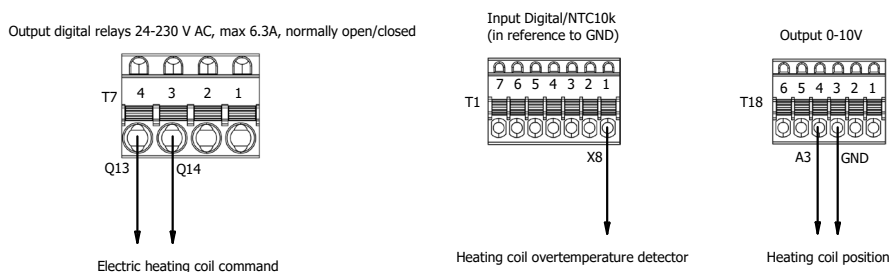 Output digital relays 24-230 V AC, max 6.3A, normally open/closed
T7
4 3 2 1
Q13 Q14
Electric heating coil command
Input Digital/NTC10k
(in reference to GND)
T1
7 6 5 4 3 2 1
X8
Heating coil overtemperature detector
Output 0-10V
T18
6 5 4 3 2 1
A3 GND
Heating coil position